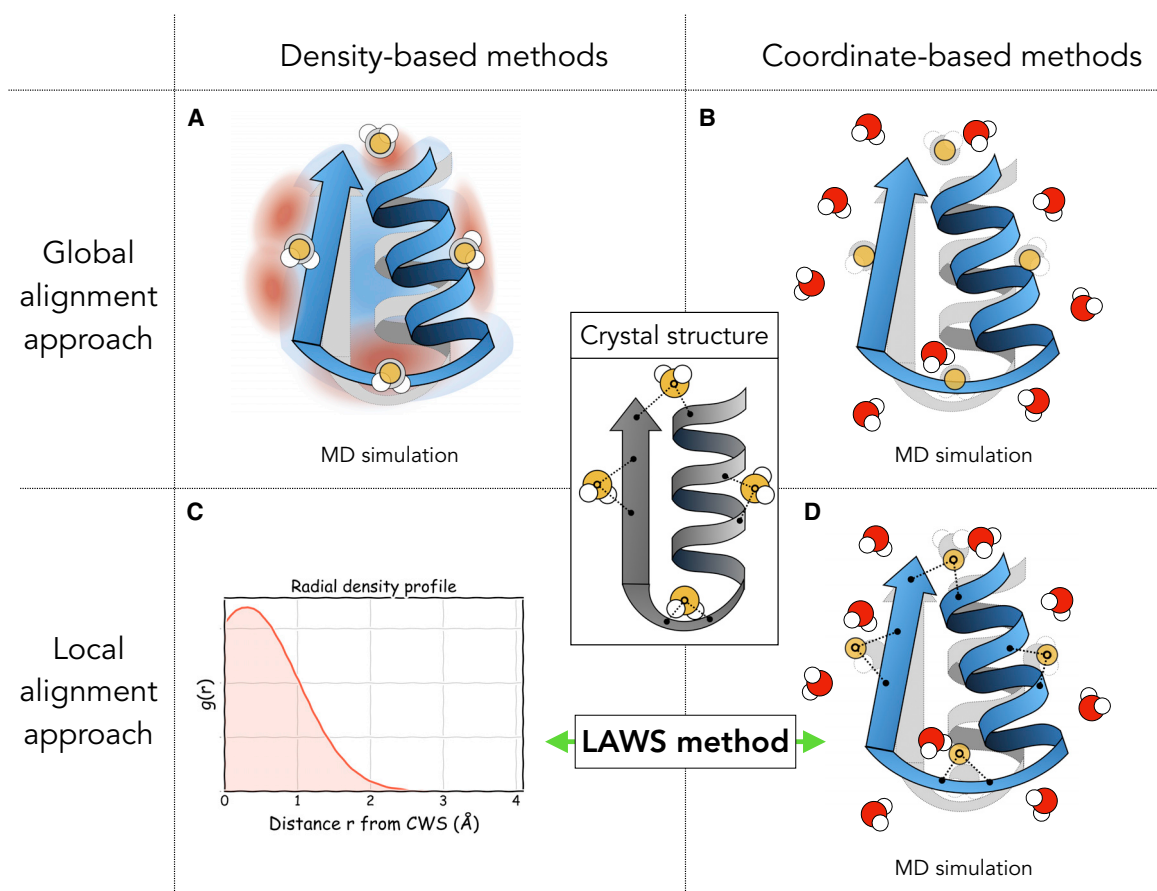 Density-based methods
Coordinate-based methods
Global
alignment
approach
A
MD simulation
B
MD simulation
Crystal structure
Local
alignment
approach
C
Radial density profile
g(r)
0 1 2 3 4
Distance r from CWS (Å)
LAWS method
D
MD simulation